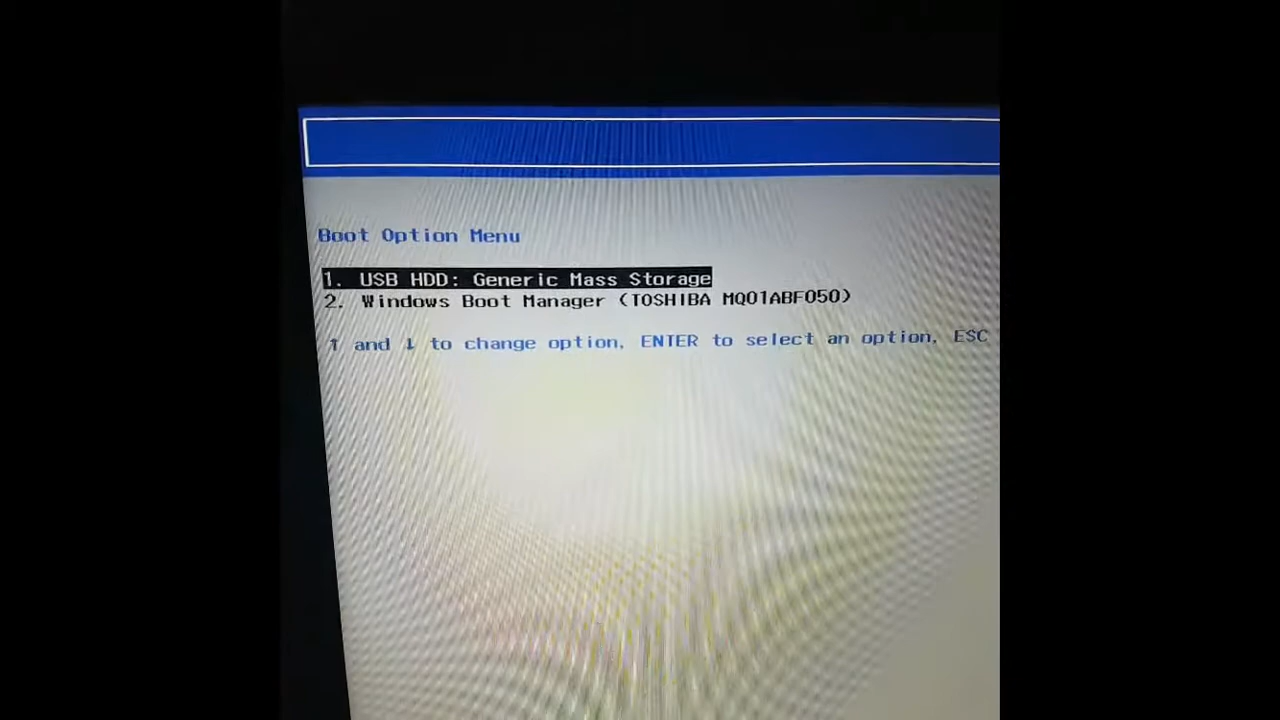 Boot Option Menu
1. USB HDD: Generic Mass Storage
2. Windows Boot Manager (TOSHIBA MQ01ABF050)
↑ and ↓ to change option, ENTER to select an option, ESC